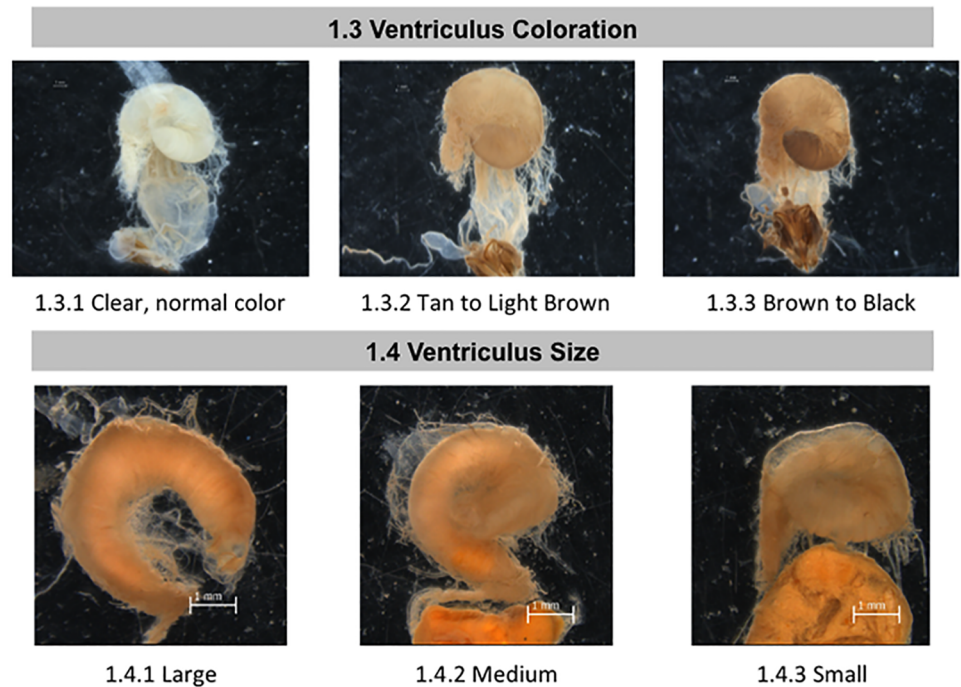 1.3 Ventriculus Coloration
1.3.1 Clear, normal color
1.3.2 Tan to Light Brown
1.3.3 Brown to Black
1.4 Ventriculus Size
1 mm
1 mm
1 mm
1.4.1 Large
1.4.2 Medium
1.4.3 Small